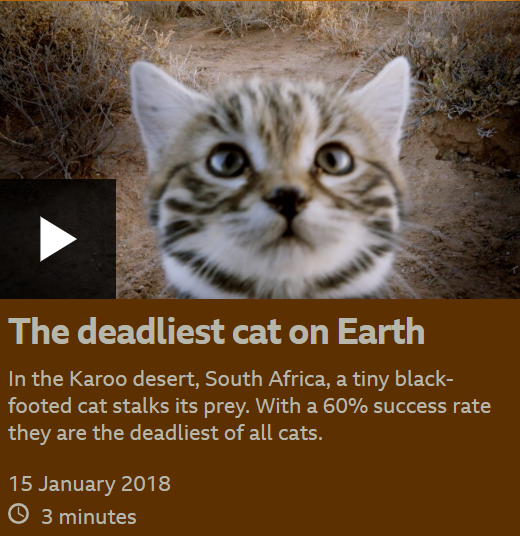 The deadliest cat on Earth
In the Karoo desert, South Africa, a tiny black-
footed cat stalks its prey. With a 60% success rate
they are the deadliest of all cats.
15 January 2018
3 minutes